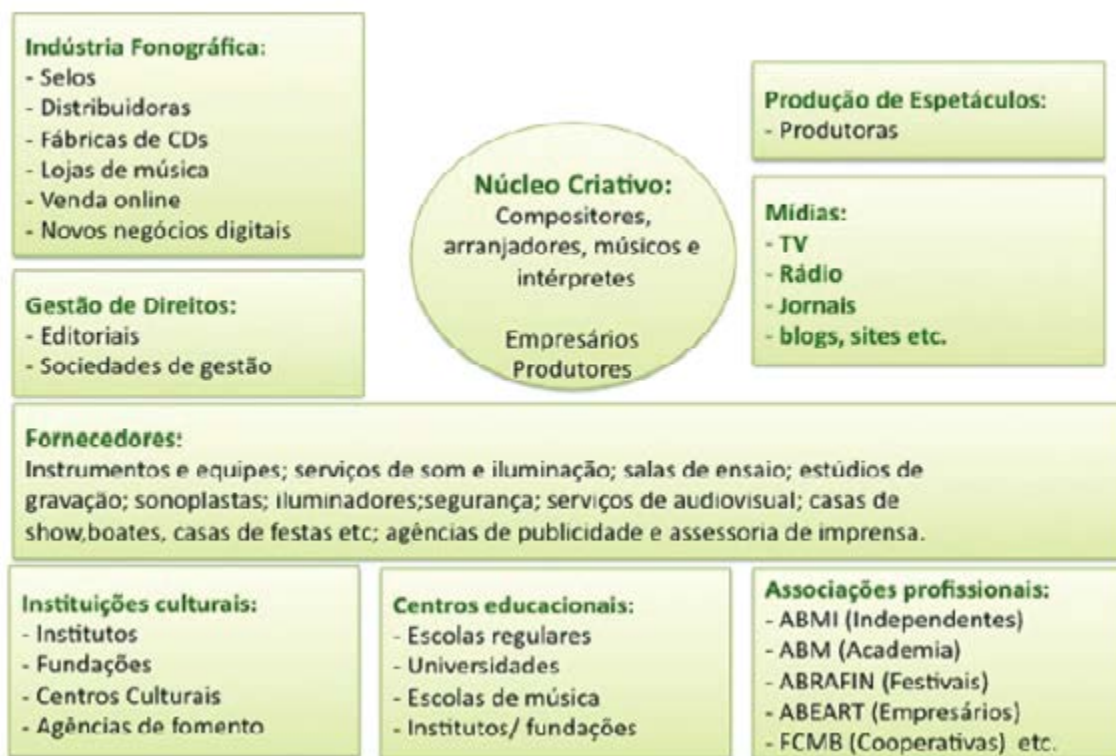 Indústria Fonográfica:
- Selos
- Distribuidoras
- Fábricas de CDs
- Lojas de música
- Venda online
- Novos negócios digitais
Gestão de Direitos:
- Editoriais
- Sociedades de gestão
Núcleo Criativo:
Compositores,
arranjadores, músicos e
intérpretes
Empresários
Produtores
Produção de Espetáculos:
- Produtoras
Mídias:
- TV
- Rádio
- Jornais
- blogs, sites etc.
Fornecedores:
Instrumentos e equipes; serviços de som e iluminação; salas de ensaio; estúdios de
gravação; sonoplastas; iluminadores;segurança; serviços de audiovisual; casas de
show,boates, casas de festas etc; agências de publicidade e assessoria de imprensa.
Instituições culturais:
- Institutos
- Fundações
- Centros Culturais
- Agências de fomento
Centros educacionais:
- Escolas regulares
- Universidades
- Escolas de música
- Institutos/ fundações
Associações profissionais:
- ABMI (Independentes)
- ABM (Academia)
- ABRAFIN (Festivais)
- ABEART (Empresários)
- FCMB (Cooperativas) etc.